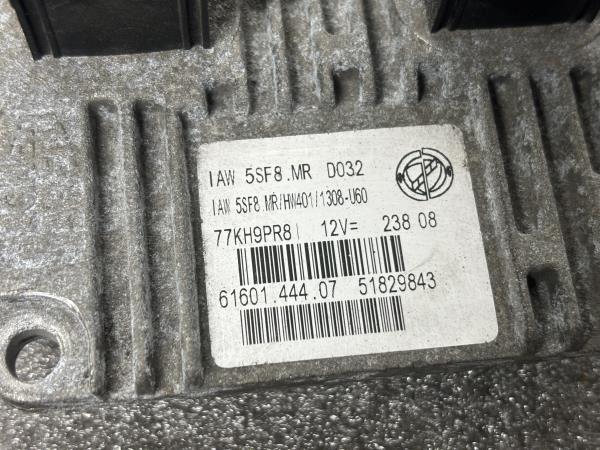 IAW 5SF8.MR D032
IAW 5SF8.MR/HW401/1308-U60
77KH9PR8 12V= 238 08
61601.444.07 51829843